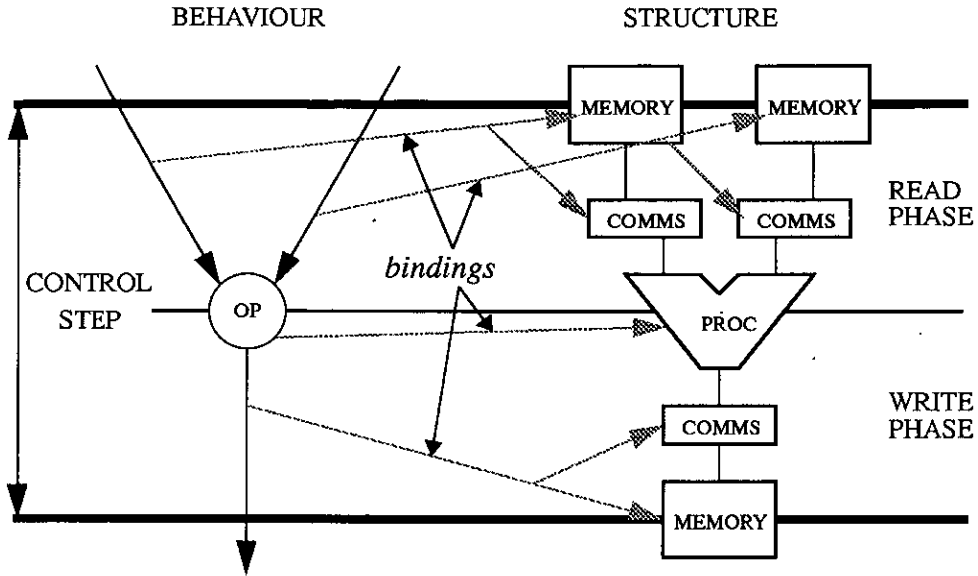 BEHAVIOUR
STRUCTURE
MEMORY
MEMORY
READ
PHASE
COMMS
COMMS
bindings
CONTROL
STEP
OP
PROC
WRITE
PHASE
COMMS
MEMORY